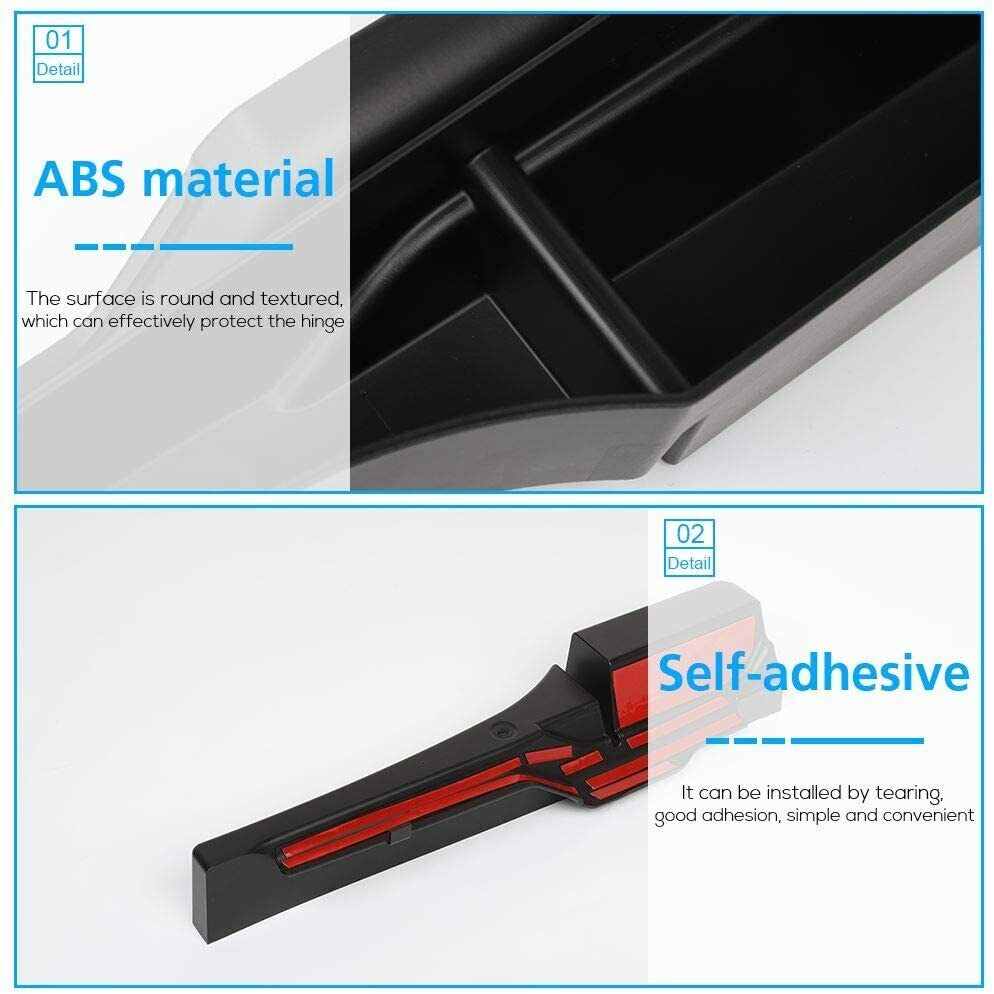 01
Detail
ABS material
The surface is round and textured,
which can effectively protect the hinge
02
Detail
Self-adhesive
It can be installed by tearing,
good adhesion, simple and convenient